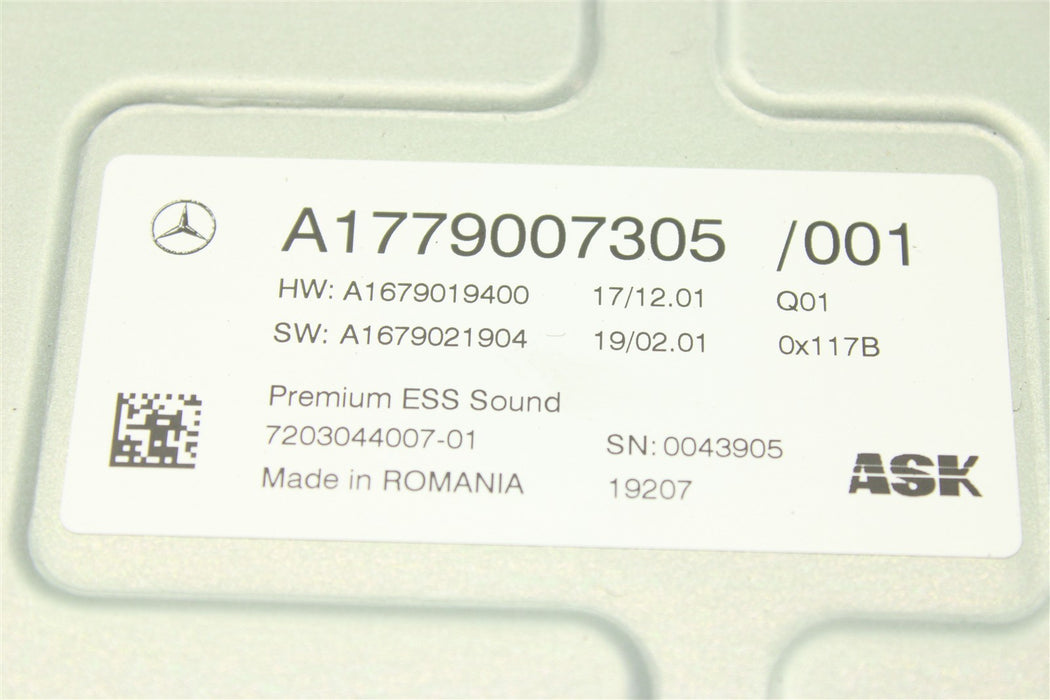 A1779007305 /001
HW: A1679019400 17/12.01 Q01
SW: A1679021904 19/02.01 0x117B
Premium ESS Sound
7203044007-01 SN: 0043905
Made in ROMANIA 19207
ASK